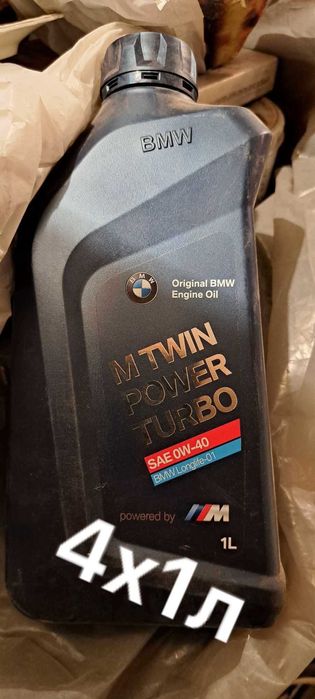 BMW
BMW
Original BMW
Engine Oil
M TWIN
POWER
TURBO
SAE 0W-40
BMW Longlife-01
powered by M
1L
4х1л